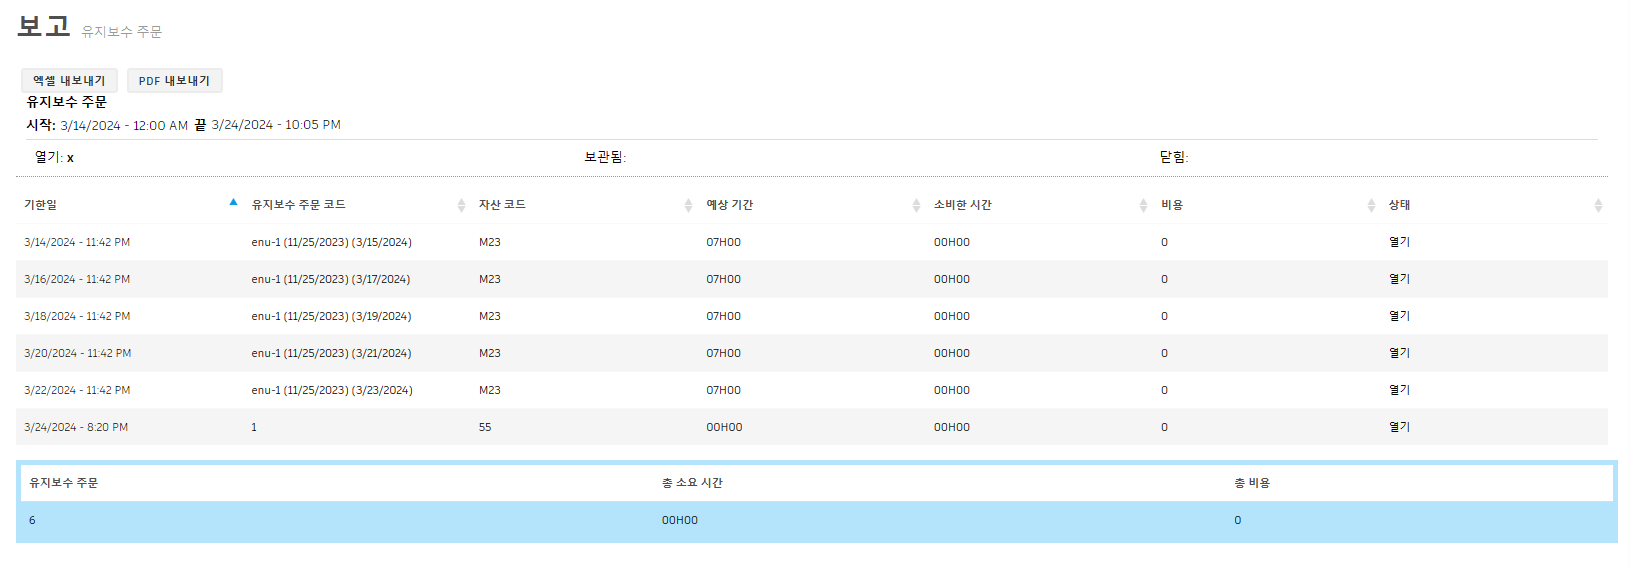 보고 유지보수 주문
엑셀 내보내기 PDF 내보내기
유지보수 주문
시작: 3/14/2024 - 12:00 AM 끝 3/24/2024 - 10:05 PM
열기: x 보관됨: 닫힘:
기한일 유지보수 주문 코드 자산 코드 예상 기간 소비한 시간 비용 상태
3/14/2024 - 11:42 PM enu-1 (11/25/2023) (3/15/2024) M23 07H00 00H00 0 열기
3/16/2024 - 11:42 PM enu-1 (11/25/2023) (3/17/2024) M23 07H00 00H00 0 열기
3/18/2024 - 11:42 PM enu-1 (11/25/2023) (3/19/2024) M23 07H00 00H00 0 열기
3/20/2024 - 11:42 PM enu-1 (11/25/2023) (3/21/2024) M23 07H00 00H00 0 열기
3/22/2024 - 11:42 PM enu-1 (11/25/2023) (3/23/2024) M23 07H00 00H00 0 열기
3/24/2024 - 8:20 PM 1 55 00H00 00H00 0 열기
유지보수 주문 총 소요 시간 총 비용
6 00H00 0